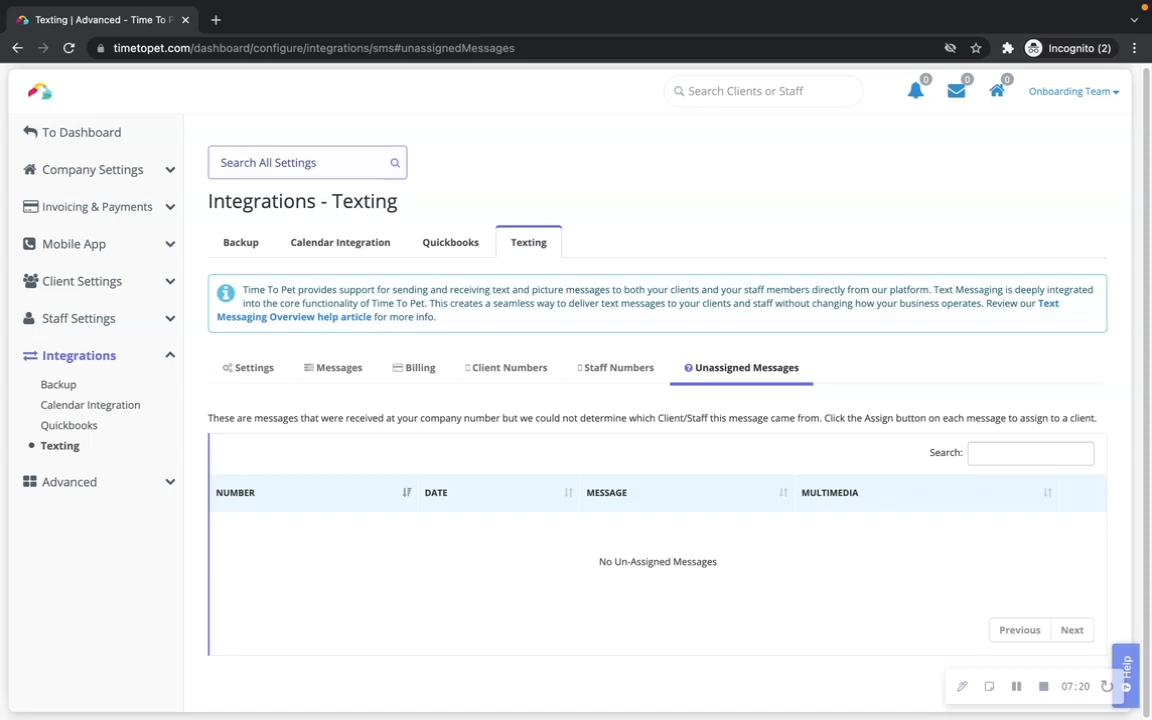 Texting | Advanced - Time To P
timetopet.com/dashboard/configure/integrations/sms#unassignedMessages
Incognito (2)
Search Clients or Staff
0
0
0
Onboarding Team
To Dashboard
Company Settings
Invoicing & Payments
Mobile App
Client Settings
Staff Settings
Integrations
Backup
Calendar Integration
Quickbooks
Texting
Advanced
Search All Settings
Integrations - Texting
Backup
Calendar Integration
Quickbooks
Texting
Time To Pet provides support for sending and receiving text and picture messages to both your clients and your staff members directly from our platform. Text Messaging is deeply integrated
into the core functionality of Time To Pet. This creates a seamless way to deliver text messages to your clients and staff without changing how your business operates. Review our Text
Messaging Overview help article for more info.
Settings
Messages
Billing
Client Numbers
Staff Numbers
Unassigned Messages
These are messages that were received at your company number but we could not determine which Client/Staff this message came from. Click the Assign button on each message to assign to a client.
Search:
NUMBER
DATE
MESSAGE
MULTIMEDIA
No Un-Assigned Messages
Previous
Next
07:20
Help